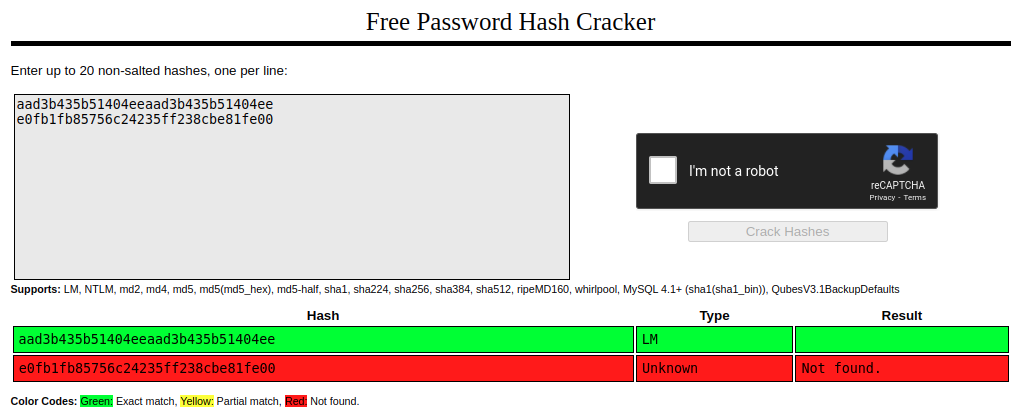 Free Password Hash Cracker
Enter up to 20 non-salted hashes, one per line:
aad3b435b51404eeaad3b435b51404ee
e0fb1fb85756c24235ff238cbe81fe00
I'm not a robot
reCAPTCHA
Privacy - Terms
Crack Hashes
Supports: LM, NTLM, md2, md4, md5, md5(md5_hex), md5-half, sha1, sha224, sha256, sha384, sha512, ripeMD160, whirlpool, MySQL 4.1+ (sha1(sha1_bin)), QubesV3.1BackupDefaults
Hash Type Result
aad3b435b51404eeaad3b435b51404ee LM
e0fb1fb85756c24235ff238cbe81fe00 Unknown Not found.
Color Codes: Green: Exact match, Yellow: Partial match, Red: Not found.